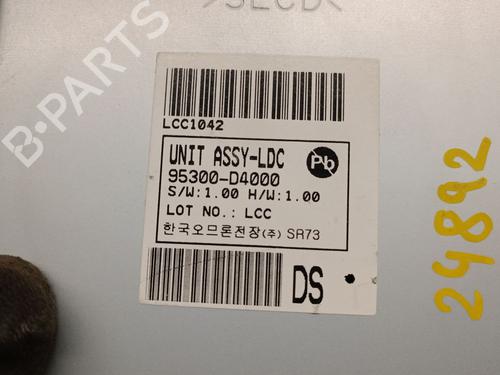 >SECD<
B-PARTS
LCC1042
UNIT ASSY-LDC
Pb
95300-D4000
S/W:1.00 H/W:1.00
LOT NO.: LCC
한국오므론전장(주) SR73
DS
24892